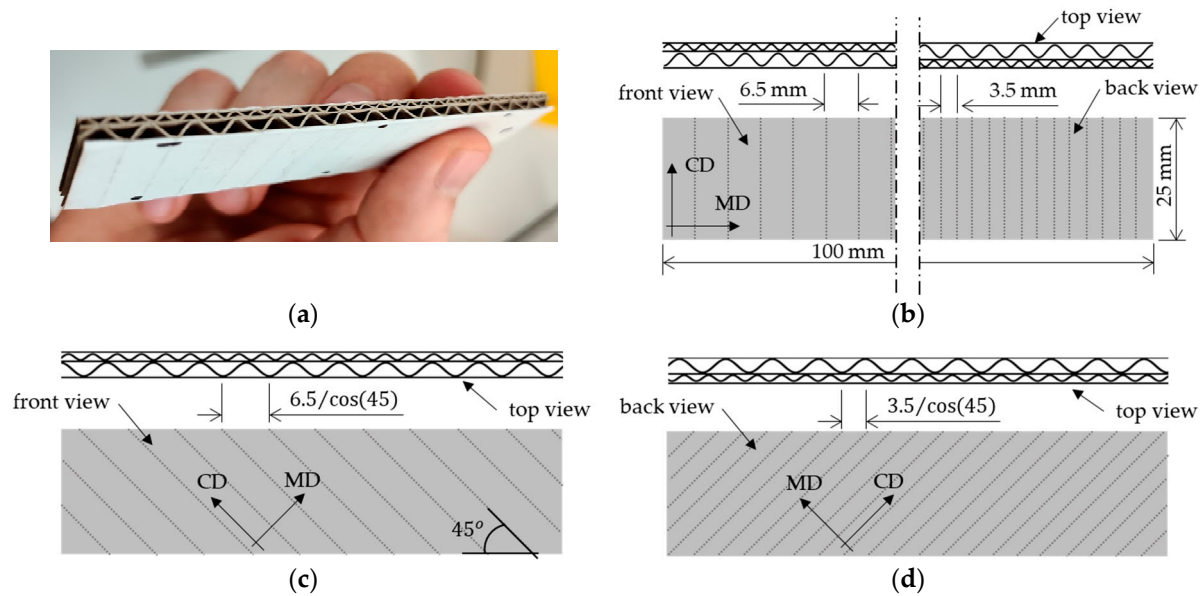 top view
front view
6.5 mm
3.5 mm
back view
CD
MD
25 mm
100 mm
(a)
(b)
front view
6.5/cos(45)
top view
CD
MD
45°
(c)
back view
3.5/cos(45)
top view
MD
CD
(d)